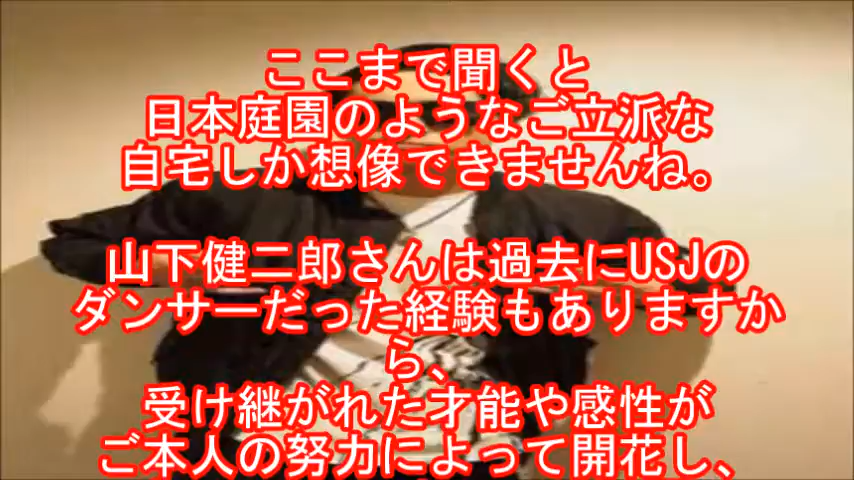 ここまで聞くと
日本庭園のようなご立派な
自宅しか想像できませんね。
山下健二郎さんは過去にUSJの
ダンサーだった経験もありますか
ら、
受け継がれた才能や感性が
ご本人の努力によって開花し、